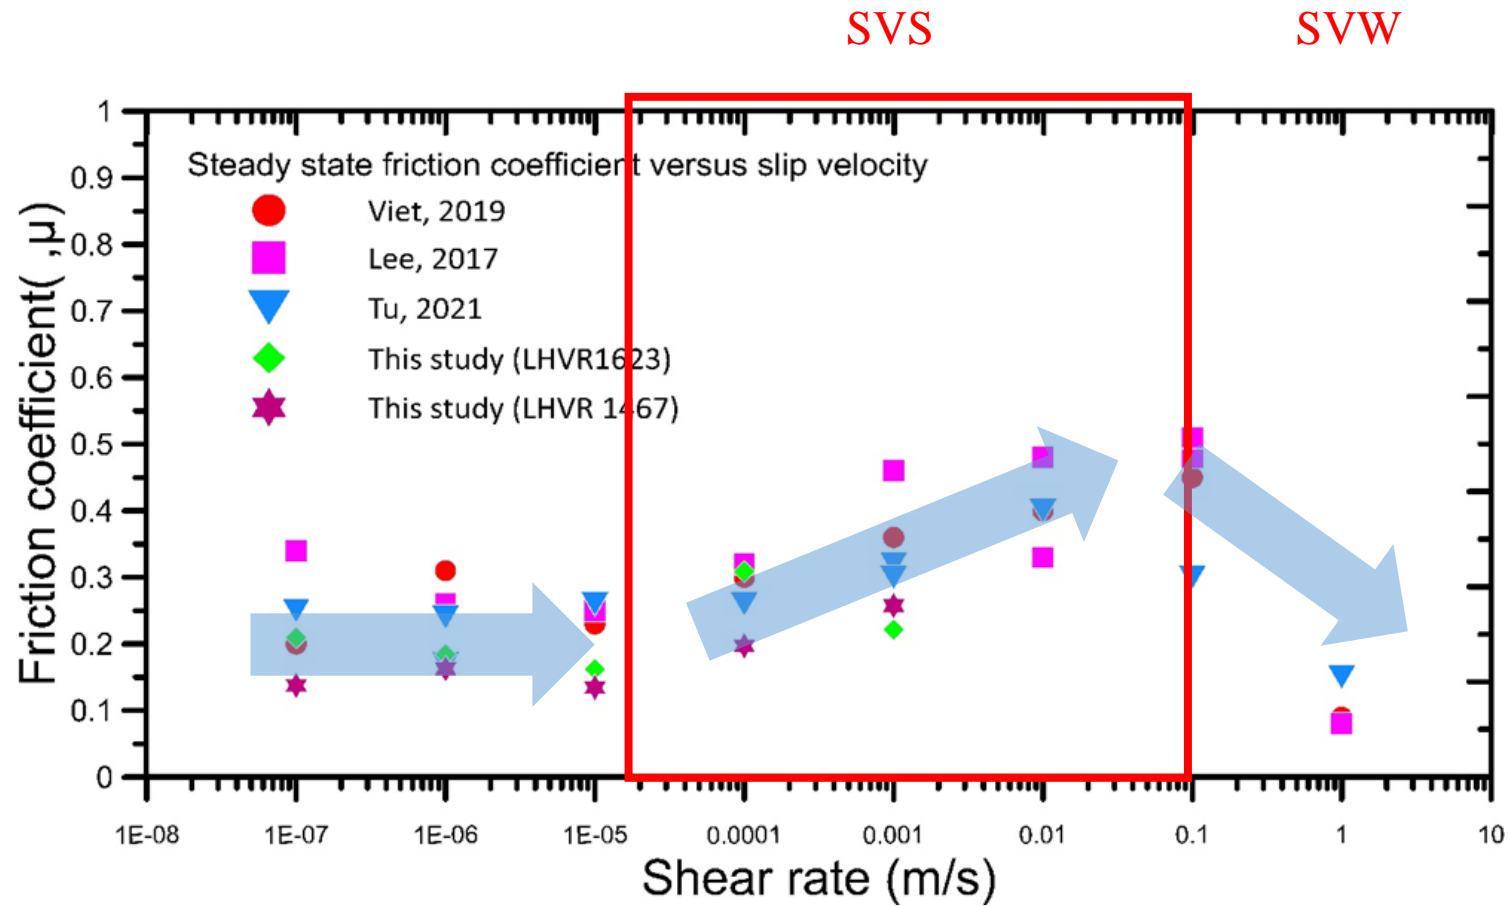 SVS SVW
Steady state friction coefficient versus slip velocity
Viet, 2019
Lee, 2017
Tu, 2021
This study (LHVR1623)
This study (LHVR 1467)
Friction coefficient( ,µ)
1
0.9
0.8
0.7
0.6
0.5
0.4
0.3
0.2
0.1
0
1E-08 1E-07 1E-06 1E-05 0.0001 0.001 0.01 0.1 1 10
Shear rate (m/s)